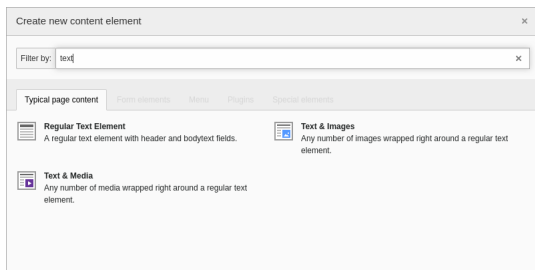 Create new content element
×
Filter by: text ×
Typical page content Form elements Menu Plugins Special elements
Regular Text Element
A regular text element with header and bodytext fields.
Text & Images
Any number of images wrapped right around a regular text
element.
Text & Media
Any number of media wrapped right around a regular text
element.